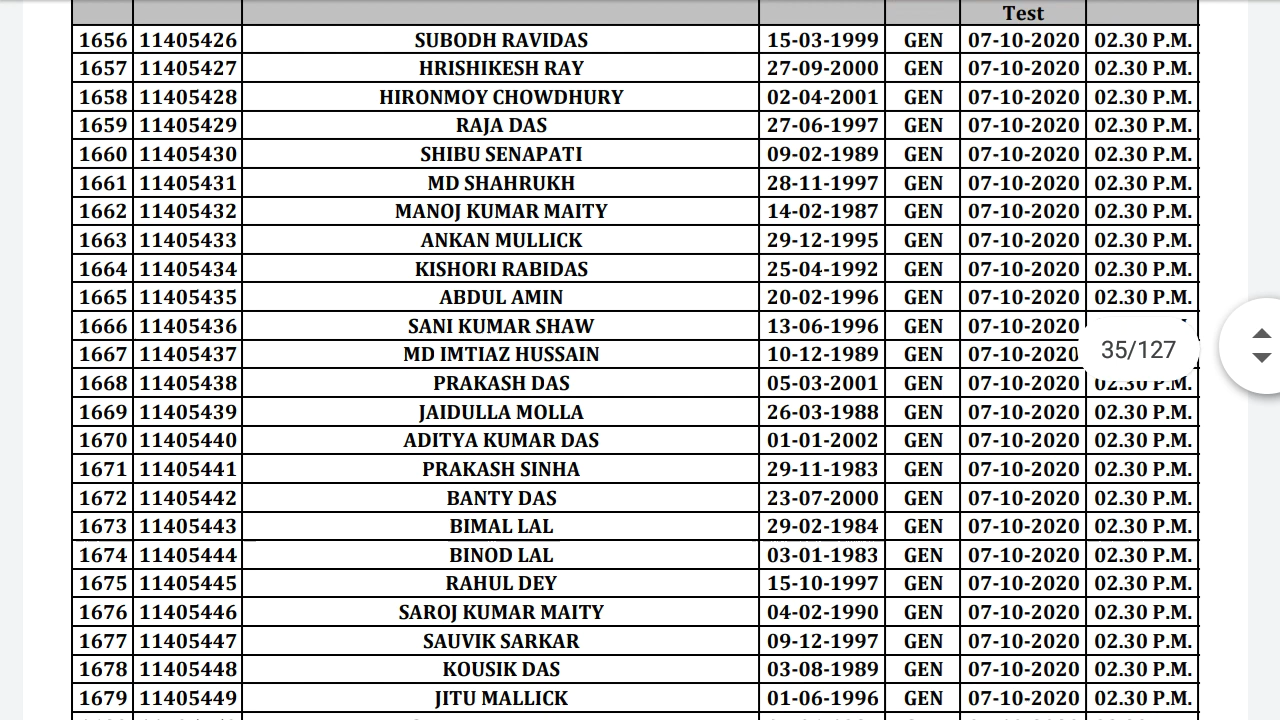 Test
1656 11405426 SUBODH RAVIDAS 15-03-1999 GEN 07-10-2020 02.30 P.M.
1657 11405427 HRISHIKESH RAY 27-09-2000 GEN 07-10-2020 02.30 P.M.
1658 11405428 HIRONMOY CHOWDHURY 02-04-2001 GEN 07-10-2020 02.30 P.M.
1659 11405429 RAJA DAS 27-06-1997 GEN 07-10-2020 02.30 P.M.
1660 11405430 SHIBU SENAPATI 09-02-1989 GEN 07-10-2020 02.30 P.M.
1661 11405431 MD SHAHRUKH 28-11-1997 GEN 07-10-2020 02.30 P.M.
1662 11405432 MANOJ KUMAR MAITY 14-02-1987 GEN 07-10-2020 02.30 P.M.
1663 11405433 ANKAN MULLICK 29-12-1995 GEN 07-10-2020 02.30 P.M.
1664 11405434 KISHORI RABIDAS 25-04-1992 GEN 07-10-2020 02.30 P.M.
1665 11405435 ABDUL AMIN 20-02-1996 GEN 07-10-2020 02.30 P.M.
1666 11405436 SANI KUMAR SHAW 13-06-1996 GEN 07-10-2020
1667 11405437 MD IMTIAZ HUSSAIN 10-12-1989 GEN 07-10-2020 35/127
1668 11405438 PRAKASH DAS 05-03-2001 GEN 07-10-2020 02.30 P.M.
1669 11405439 JAIDULLA MOLLA 26-03-1988 GEN 07-10-2020 02.30 P.M.
1670 11405440 ADITYA KUMAR DAS 01-01-2002 GEN 07-10-2020 02.30 P.M.
1671 11405441 PRAKASH SINHA 29-11-1983 GEN 07-10-2020 02.30 P.M.
1672 11405442 BANTY DAS 23-07-2000 GEN 07-10-2020 02.30 P.M.
1673 11405443 BIMAL LAL 29-02-1984 GEN 07-10-2020 02.30 P.M.
1674 11405444 BINOD LAL 03-01-1983 GEN 07-10-2020 02.30 P.M.
1675 11405445 RAHUL DEY 15-10-1997 GEN 07-10-2020 02.30 P.M.
1676 11405446 SAROJ KUMAR MAITY 04-02-1990 GEN 07-10-2020 02.30 P.M.
1677 11405447 SAUVIK SARKAR 09-12-1997 GEN 07-10-2020 02.30 P.M.
1678 11405448 KOUSIK DAS 03-08-1989 GEN 07-10-2020 02.30 P.M.
1679 11405449 JITU MALLICK 01-06-1996 GEN 07-10-2020 02.30 P.M.